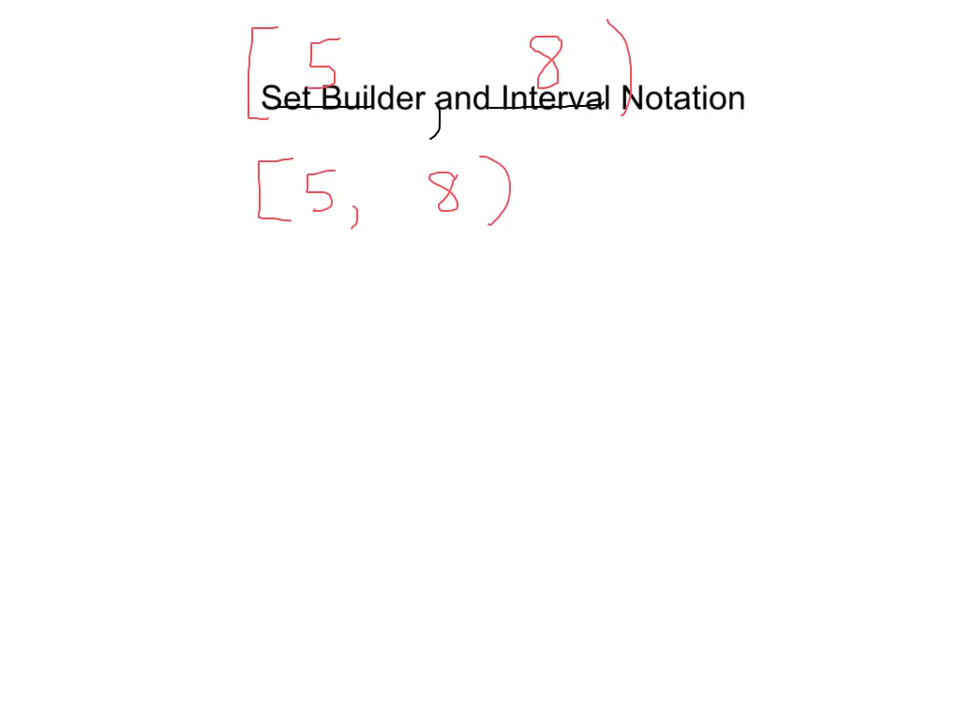 [5 8)
Set Builder , and Interval Notation
[5, 8)